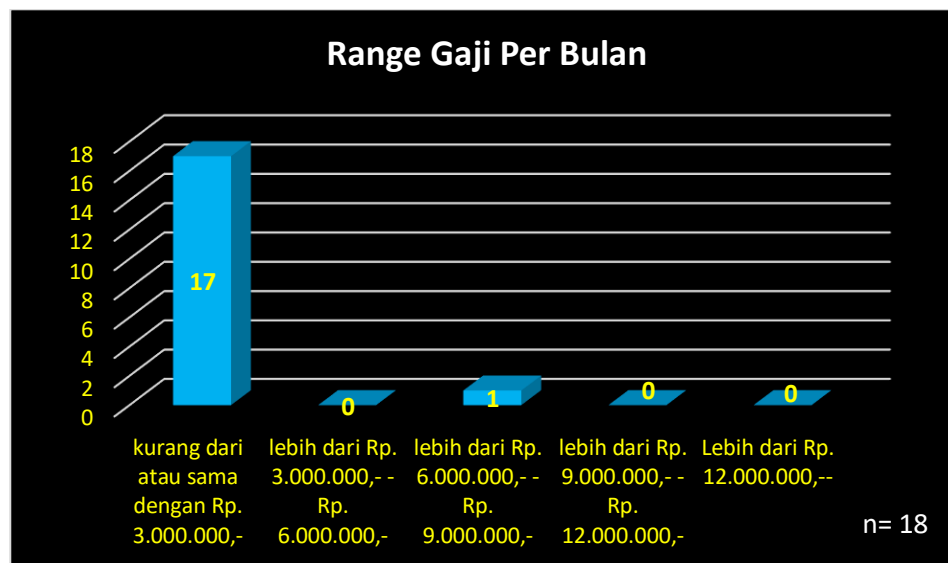 Range Gaji Per Bulan
18
16
14
12
10
8
6
4
2
0
17
0
1
0
0
kurang dari
atau sama
dengan Rp.
3.000.000,-
lebih dari Rp.
3.000.000,- -
Rp.
6.000.000,-
lebih dari Rp.
6.000.000,- -
Rp.
9.000.000,-
lebih dari Rp.
9.000.000,- -
Rp.
12.000.000,-
Lebih dari Rp.
12.000.000,--
n= 18